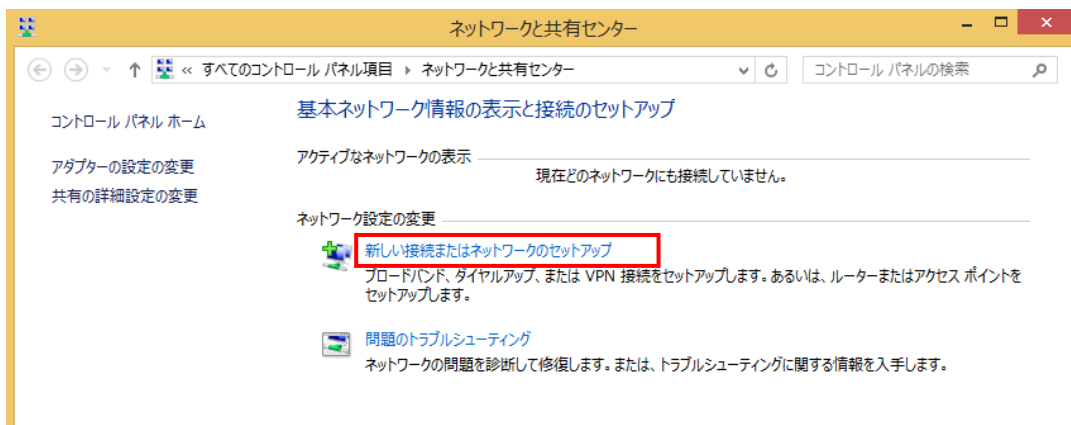 ネットワークと共有センター
« すべてのコントロール パネル項目 ▸ ネットワークと共有センター
コントロール パネルの検索
コントロール パネル ホーム
アダプターの設定の変更
共有の詳細設定の変更
基本ネットワーク情報の表示と接続のセットアップ
アクティブなネットワークの表示
現在どのネットワークにも接続していません。
ネットワーク設定の変更
新しい接続またはネットワークのセットアップ
ブロードバンド、ダイヤルアップ、または VPN 接続をセットアップします。あるいは、ルーターまたはアクセス ポイントを
セットアップします。
問題のトラブルシューティング
ネットワークの問題を診断して修復します。または、トラブルシューティングに関する情報を入手します。